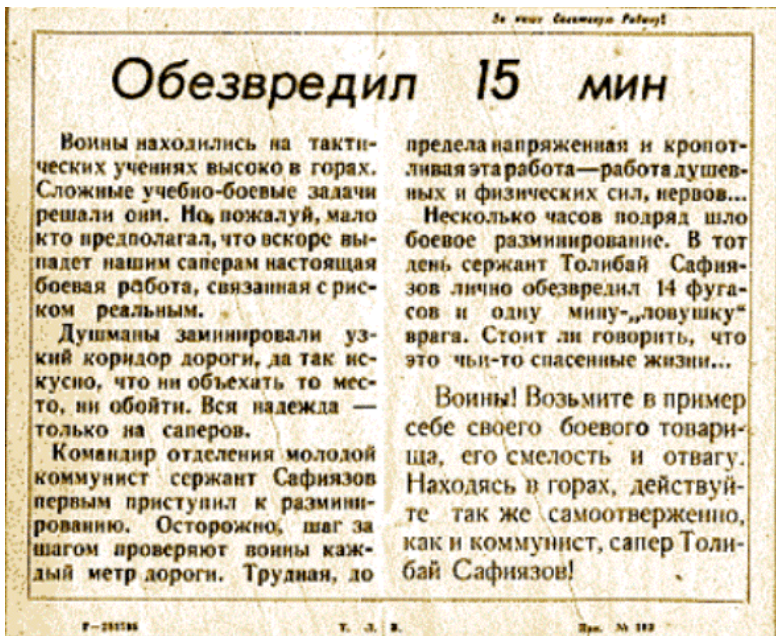 За нашу Советскую Родину!
Обезвредил 15 мин
Воины находились на такти-
ческих учениях высоко в горах.
Сложные учебно-боевые задачи
решали они. Но, пожалуй, мало
кто предполагал, что вскоре вы-
падет нашим саперам настоящая
боевая работа, связанная с рис-
ком реальным.
Душманы заминировали уз-
кий коридор дороги, да так ис-
кусно, что ни объехать то мес-
то, ни обойти. Вся надежда —
только на саперов.
Командир отделения молодой
коммунист сержант Сафиязов
первым приступил к размини-
рованию. Осторожно, шаг за
шагом проверяют воины каж-
дый метр дороги. Трудная, до
предела напряженная и кропот-
ливая эта работа—работа душев-
ных и физических сил, нервов...
Несколько часов подряд шло
боевое разминирование. В тот
день сержант Толибай Сафия-
зов лично обезвредил 14 фуга-
сов и одну мину-„ловушку“
врага. Стоит ли говорить, что
это чьи-то спасенные жизни...
Воины! Возьмите в пример
себе своего боевого товари-
ща, его смелость и отвагу.
Находясь в горах, действуй-
те так же самоотверженно,
как и коммунист, сапер Толи-
бай Сафиязов!
Т. Л. В.